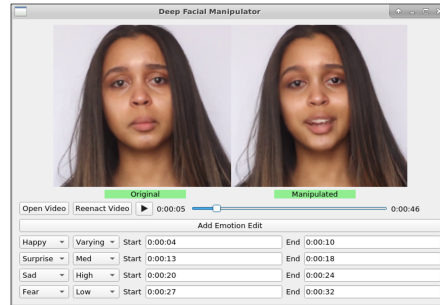 Deep Facial Manipulator
Original Manipulated
Open Video Reenact Video 0:00:05 0:00:46
Add Emotion Edit
Happy Varying Start 0:00:04 End 0:00:10
Surprise Med Start 0:00:13 End 0:00:18
Sad High Start 0:00:20 End 0:00:24
Fear Low Start 0:00:27 End 0:00:32